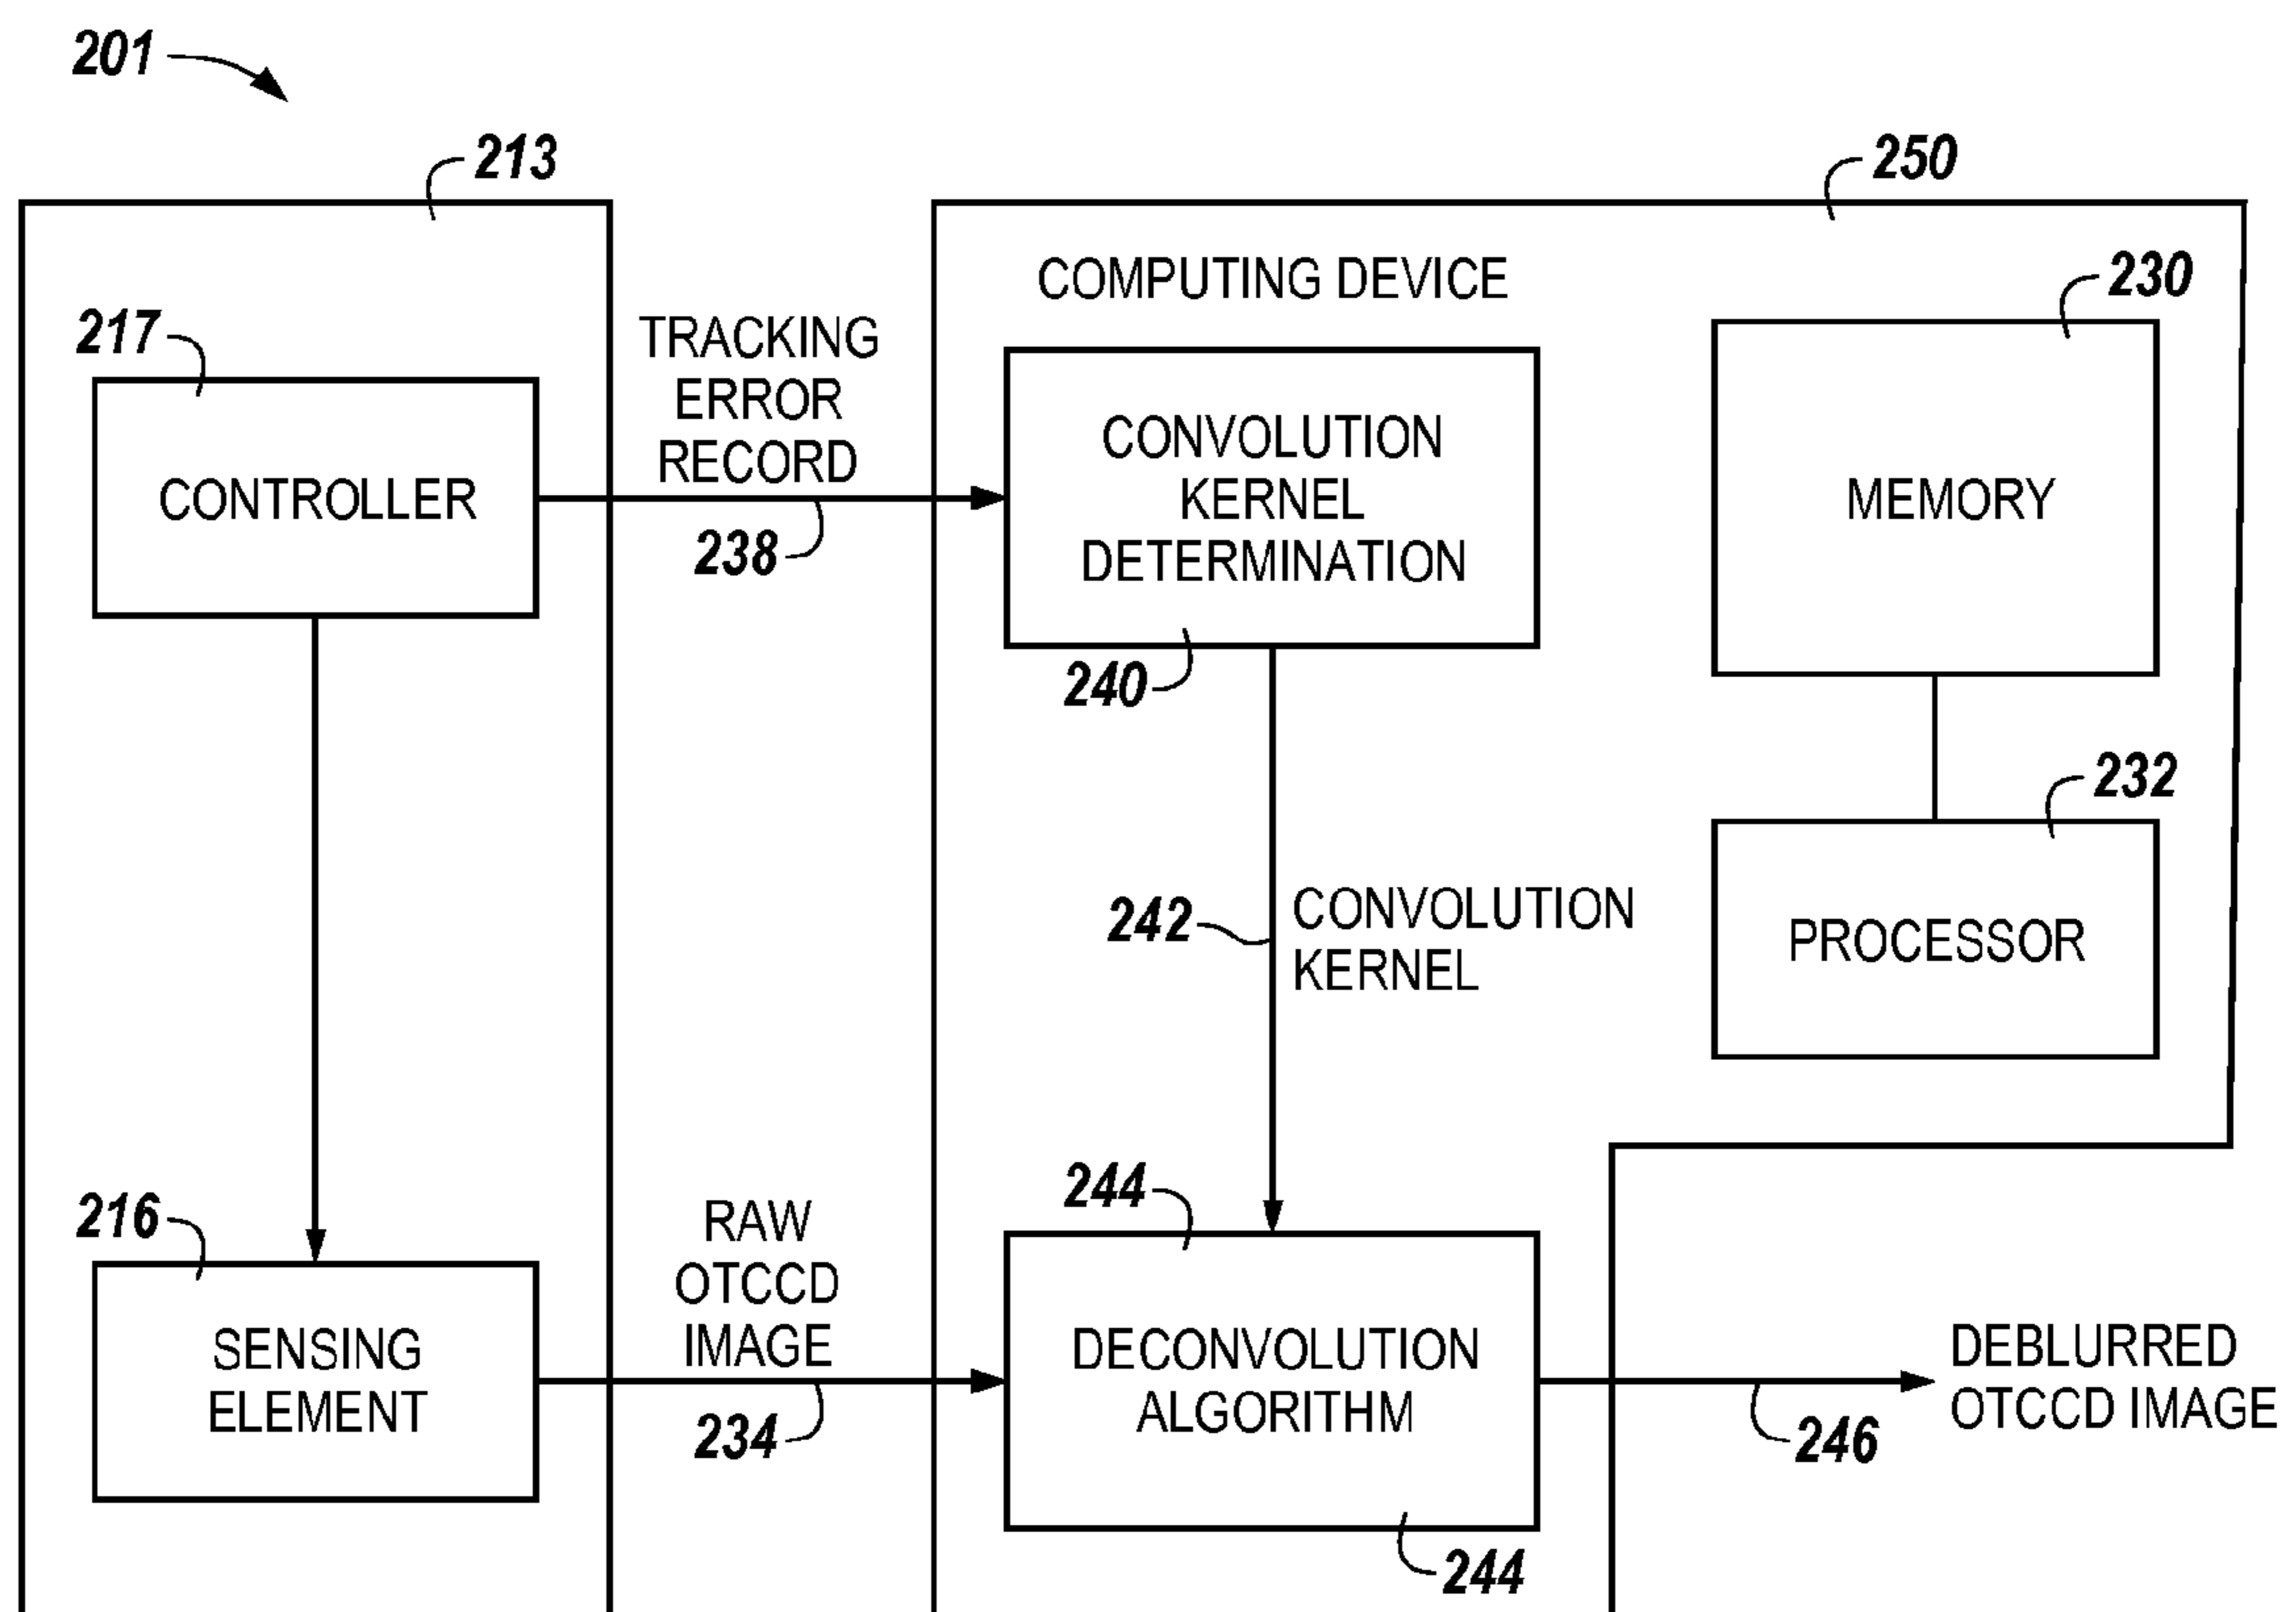 201
213
250
COMPUTING DEVICE
230
217
TRACKING
ERROR
RECORD
CONTROLLER
238
CONVOLUTION
KERNEL
DETERMINATION
240
MEMORY
232
PROCESSOR
242
CONVOLUTION
KERNEL
216
SENSING
ELEMENT
RAW
OTCCD
IMAGE
234
244
DECONVOLUTION
ALGORITHM
244
246
DEBLURRED
OTCCD IMAGE